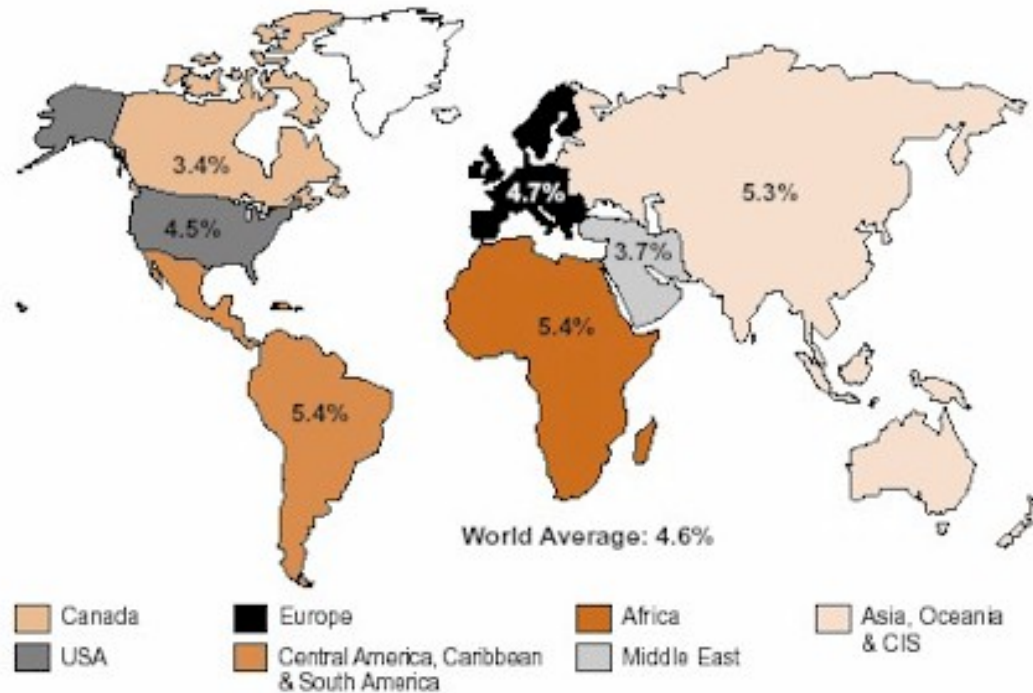 3.4%
4.7%
5.3%
4.5%
3.7%
5.4%
5.4%
World Average: 4.6%
Canada
Europe
Africa
Asia, Oceania
& CIS
USA
Central America, Caribbean
& South America
Middle East